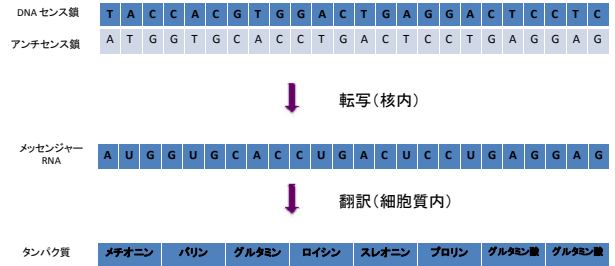 DNA センス鎖 T A C C A C G T G G A C T G A G G A C T C C T C
アンチセンス鎖 A T G G T G C A C C T G A C T C C T G A G G A G
転写(核内)
メッセンジャー
RNA
A U G G U G C A C C U G A C U C C U G A G G A G
翻訳(細胞質内)
タンパク質 メチオニン バリン グルタミン ロイシン スレオニン プロリン グルタミン酸 グルタミン酸